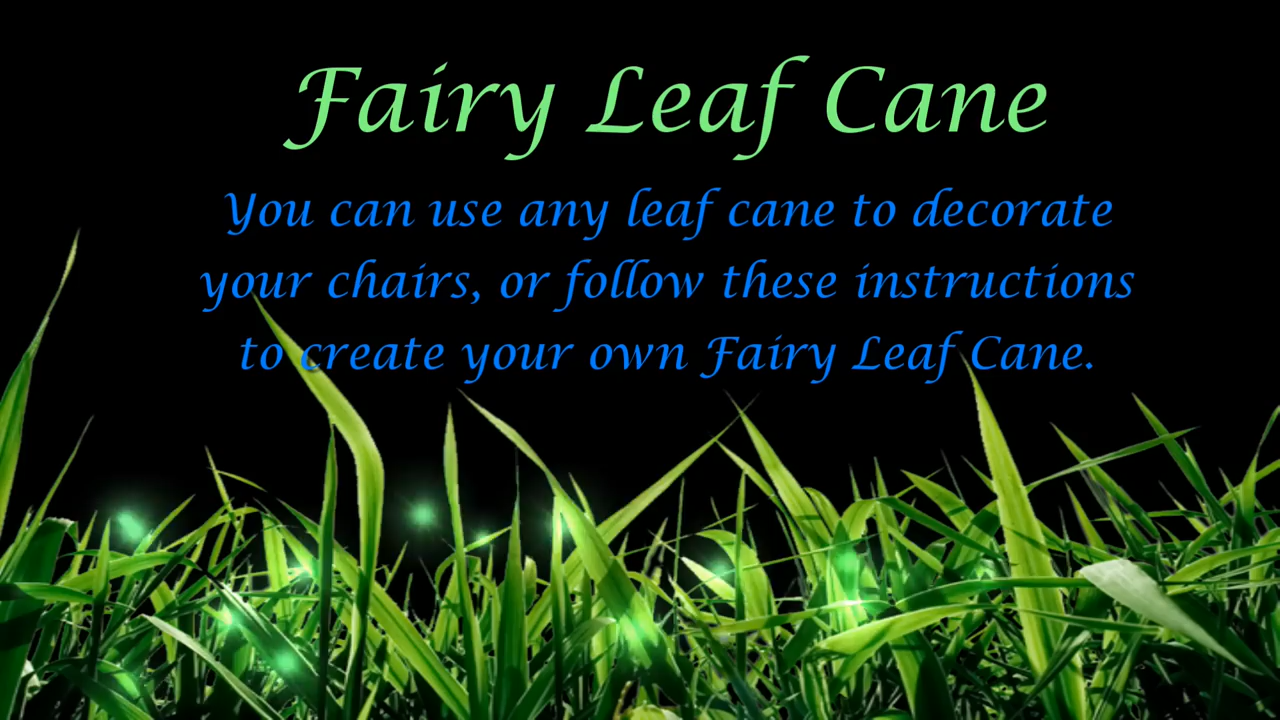 Fairy Leaf Cane
You can use any leaf cane to decorate
your chairs, or follow these instructions
to create your own Fairy Leaf Cane.